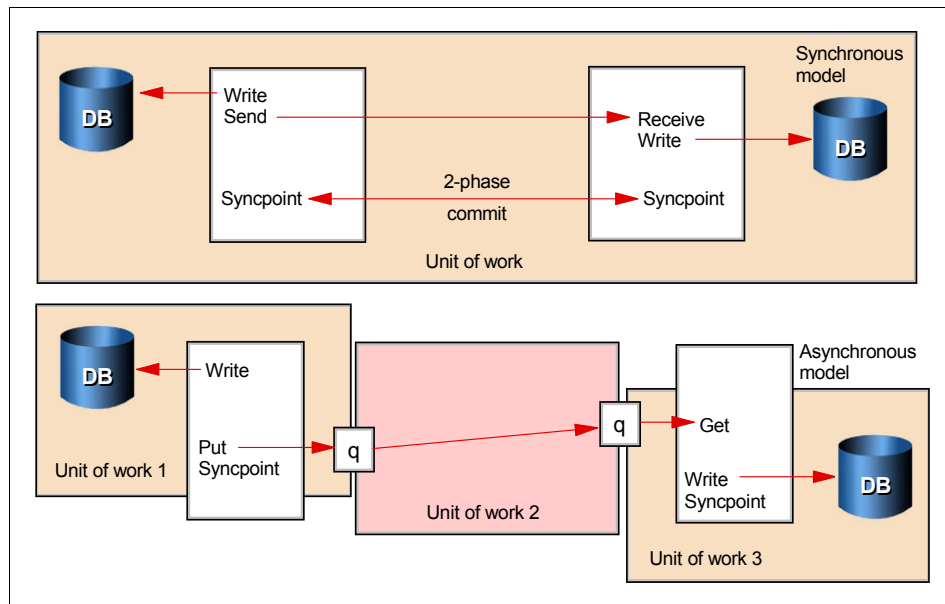 Synchronous
model
DB
Write
Send
Receive
Write
DB
2-phase
Syncpoint
Syncpoint
commit
Unit of work
Asynchronous
model
DB
Write
Get
Put
Syncpoint
q
q
Unit of work 1
Write
Syncpoint
DB
Unit of work 2
Unit of work 3